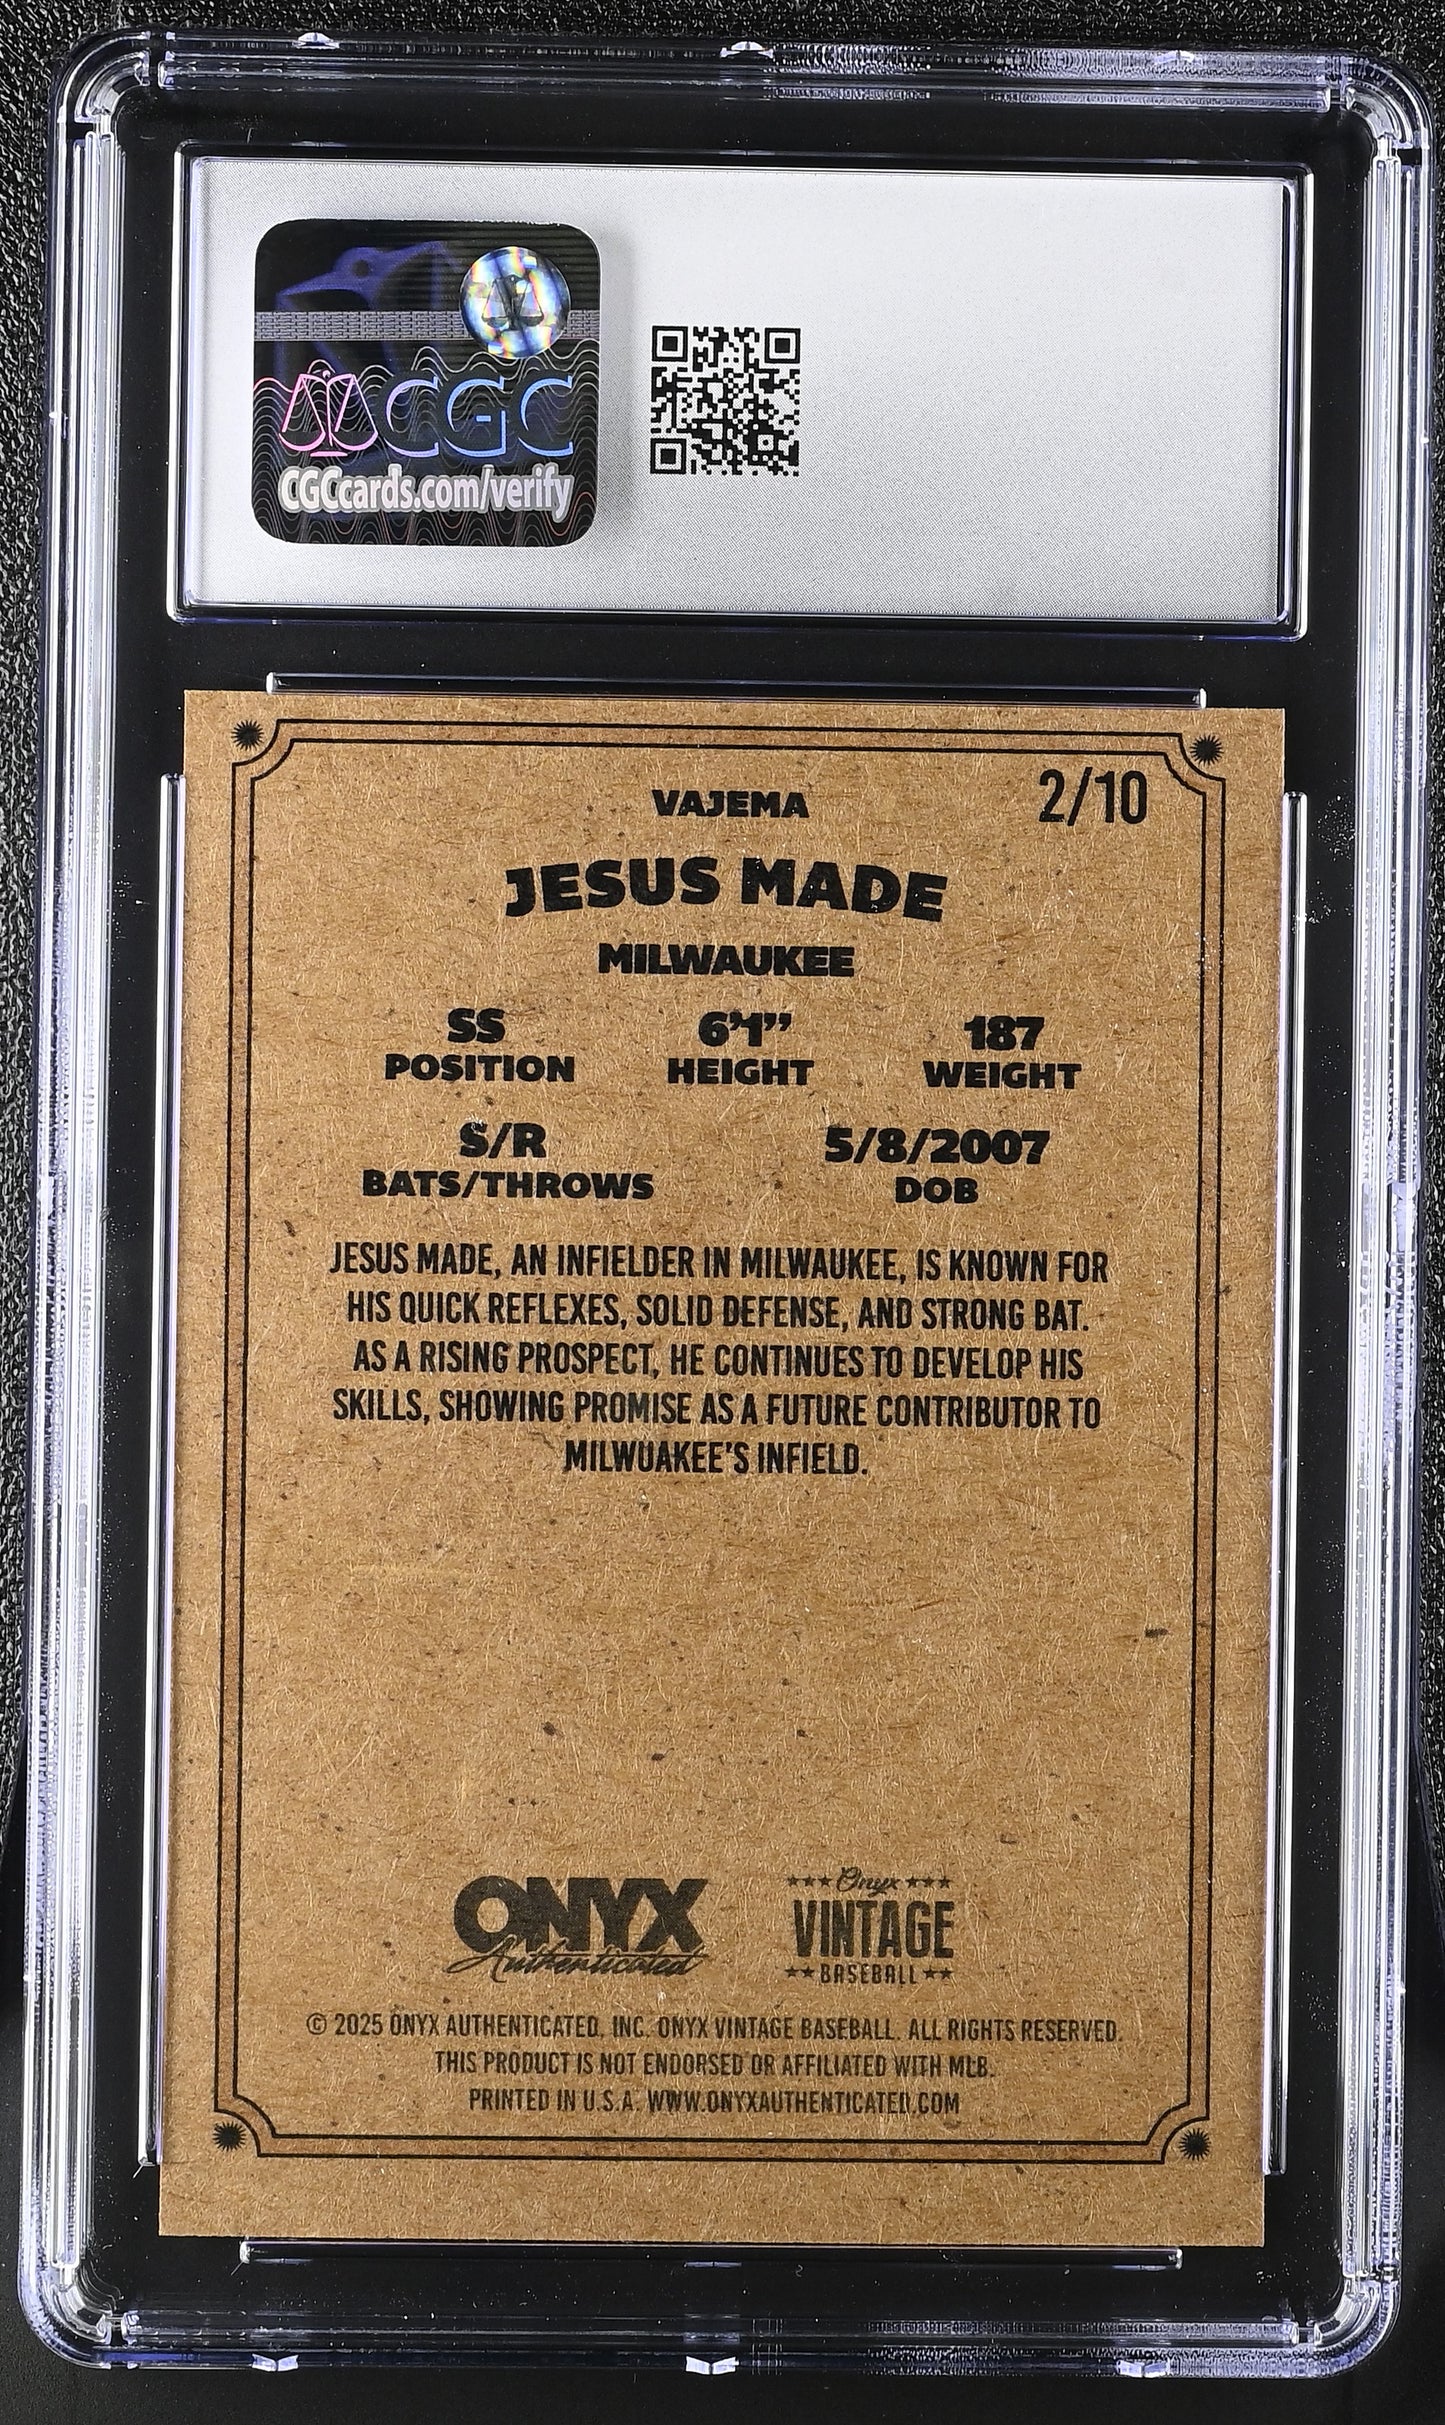 CGC
CGCcards.com/verify
VAJEMA
2/10
JESUS MADE
MILWAUKEE
SS
POSITION
6'1"
HEIGHT
187
WEIGHT
S/R
BATS/THROWS
5/8/2007
DOB
JESUS MADE, AN INFIELDER IN MILWAUKEE, IS KNOWN FOR
HIS QUICK REFLEXES, SOLID DEFENSE, AND STRONG BAT.
AS A RISING PROSPECT, HE CONTINUES TO DEVELOP HIS
SKILLS, SHOWING PROMISE AS A FUTURE CONTRIBUTOR TO
MILWUAKEE'S INFIELD.
ONYX
Authenticated
Onyx
VINTAGE
BASEBALL
© 2025 ONYX AUTHENTICATED, INC. ONYX VINTAGE BASEBALL. ALL RIGHTS RESERVED.
THIS PRODUCT IS NOT ENDORSED OR AFFILIATED WITH MLB.
PRINTED IN U.S.A. WWW.ONYXAUTHENTICATED.COM